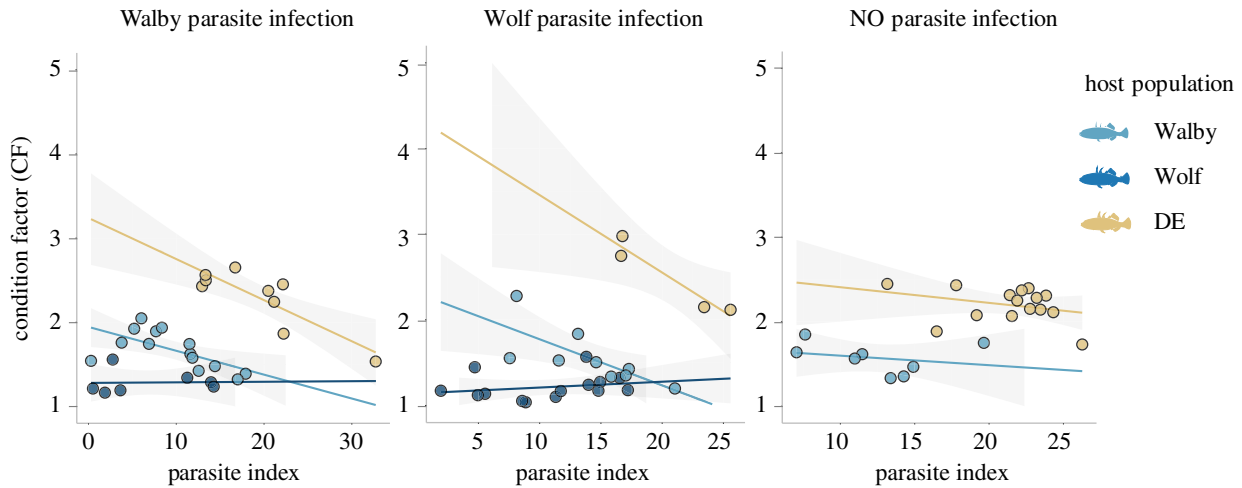 Walby parasite infection
Wolf parasite infection
NO parasite infection
condition factor (CF)
5
4
3
2
1
0
10
20
30
parasite index
5
4
3
2
1
5
10
15
20
25
parasite index
5
4
3
2
1
10
15
20
25
parasite index
host population
Walby
Wolf
DE